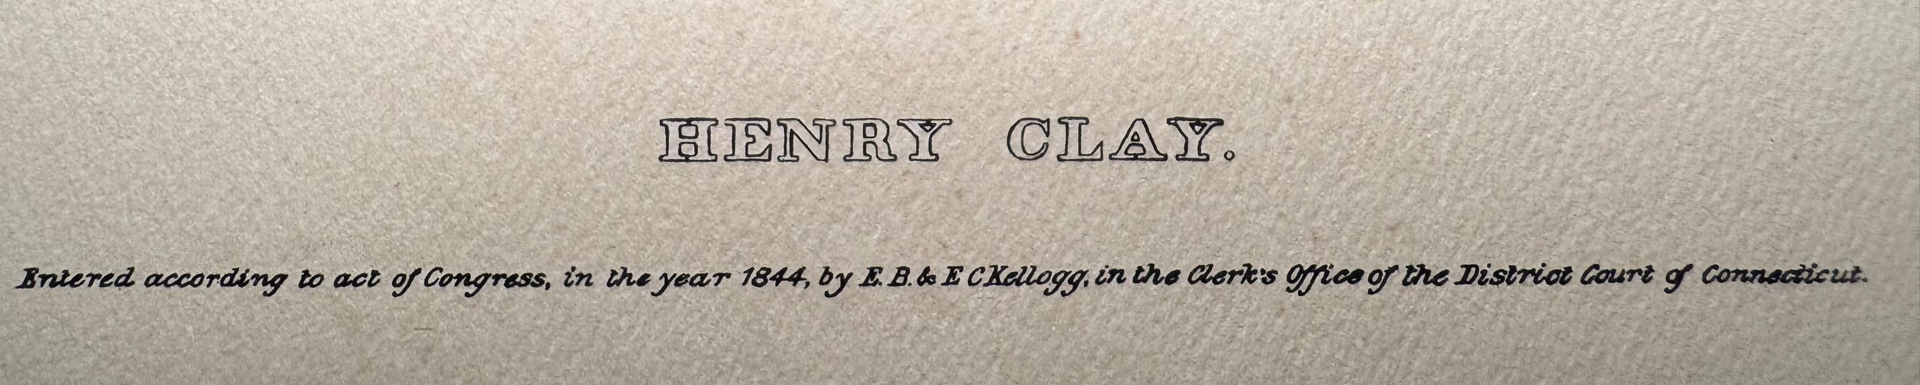 HENRY CLAY.
Entered according to act of Congress, in the year 1844, by E. B. & E C Kellogg, in the Clerk's Office of the District Court of Connecticut.